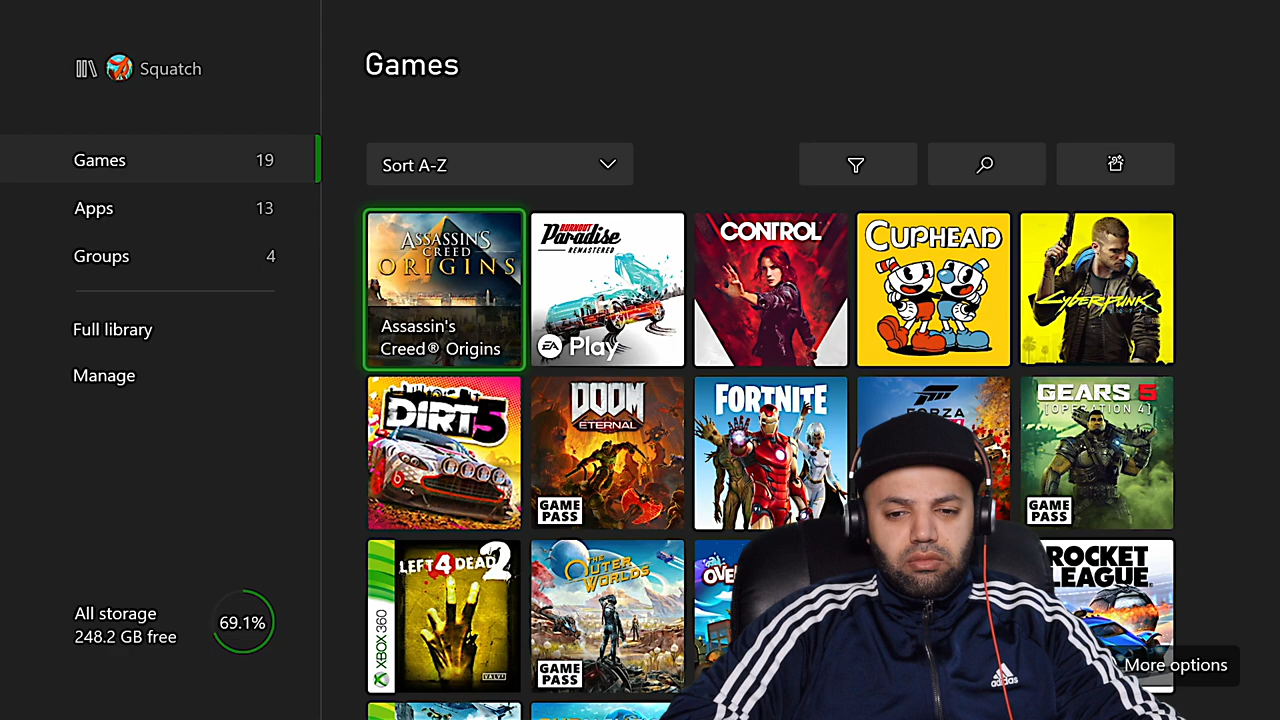 Squatch
Games
Games 19
Apps 13
Groups 4
Full library
Manage
All storage
248.2 GB free
69.1%
Sort A-Z
ASSASSIN'S
CREED
ORIGINS
Assassin's
Creed® Origins
BURNOUT
Paradise
REMASTERED
EA Play
CONTROL
CUPHEAD
CYBERPUNK
DIRT 5
DOOM
ETERNAL
GAME
PASS
FORTNITE
FORZA
GEARS 5
[OPERATION 4]
GAME
PASS
LEFT 4 DEAD 2
XBOX 360
VALVE
THE
OUTER
WORLDS
GAME
PASS
OVE
ROCKET
LEAGUE
adidas
More options